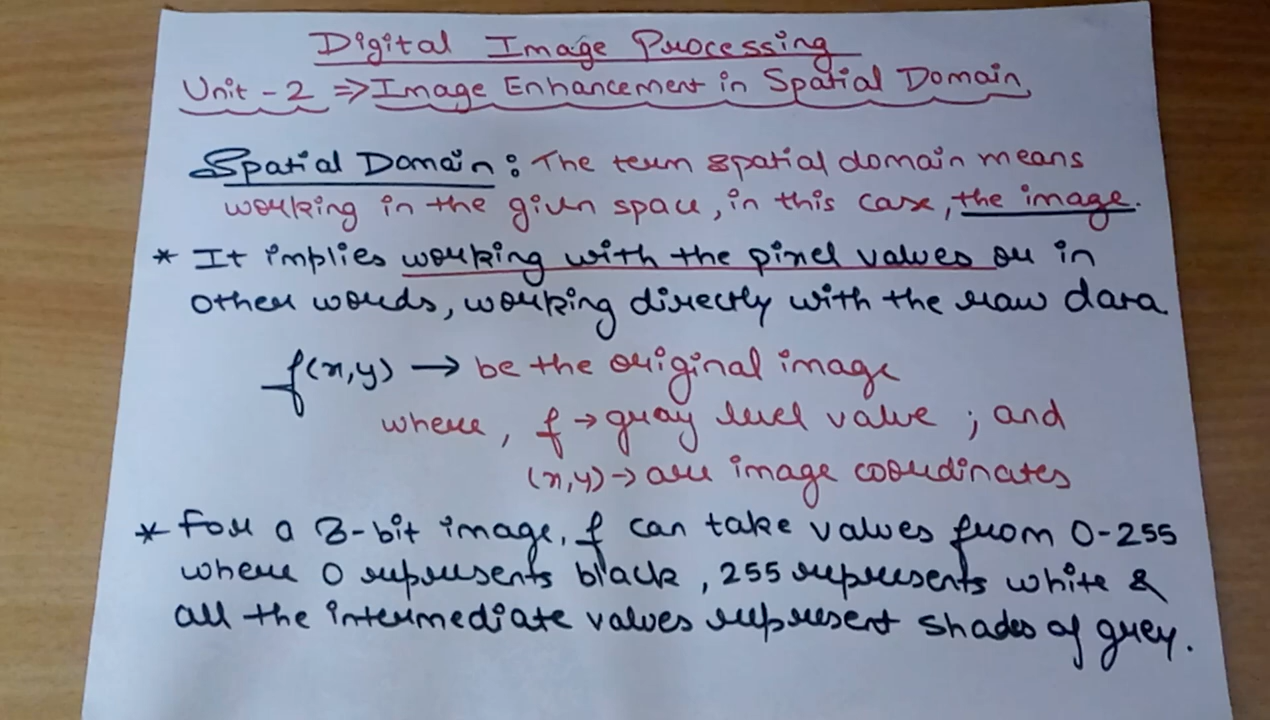 Digital Image Processing
Unit - 2 ⇒ Image Enhancement in Spatial Domain
Spatial Domain : The term spatial domain means
working in the given space, in this case, the image.
* It implies working with the pixel values or in
other words, working directly with the raw data
f(x,y) → be the original image
where, f → gray level value ; and
(x,y) → are image coordinates
* For a 8-bit image, f can take values from 0-255
where 0 represents black, 255 represents white &
all the intermediate values represent shades of grey.